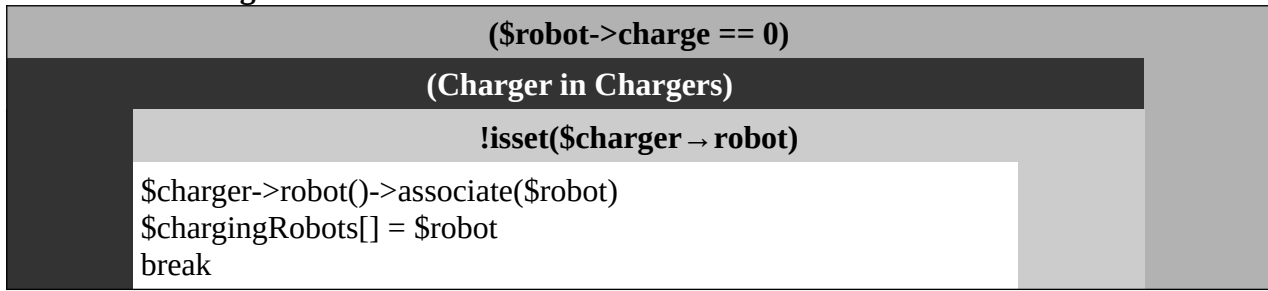 ($robot->charge == 0)
(Charger in Chargers)
!isset($charger→robot)
$charger->robot()->associate($robot)
$chargingRobots[] = $robot
break